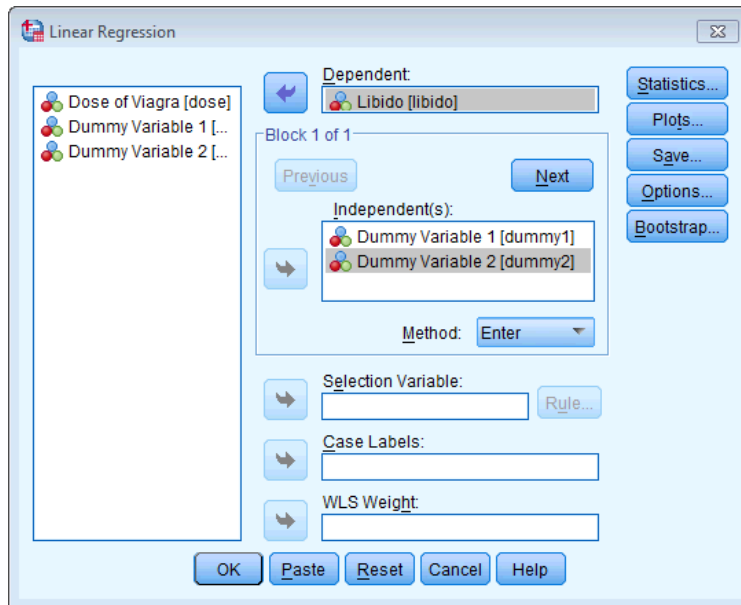 Linear Regression
Dose of Viagra [dose]
Dummy Variable 1 [...
Dummy Variable 2 [...
Dependent:
Libido [libido]
Block 1 of 1
Previous
Next
Independent(s):
Dummy Variable 1 [dummy1]
Dummy Variable 2 [dummy2]
Method:
Enter
Selection Variable:
Rule...
Case Labels:
WLS Weight:
Statistics...
Plots...
Save...
Options...
Bootstrap...
OK
Paste
Reset
Cancel
Help